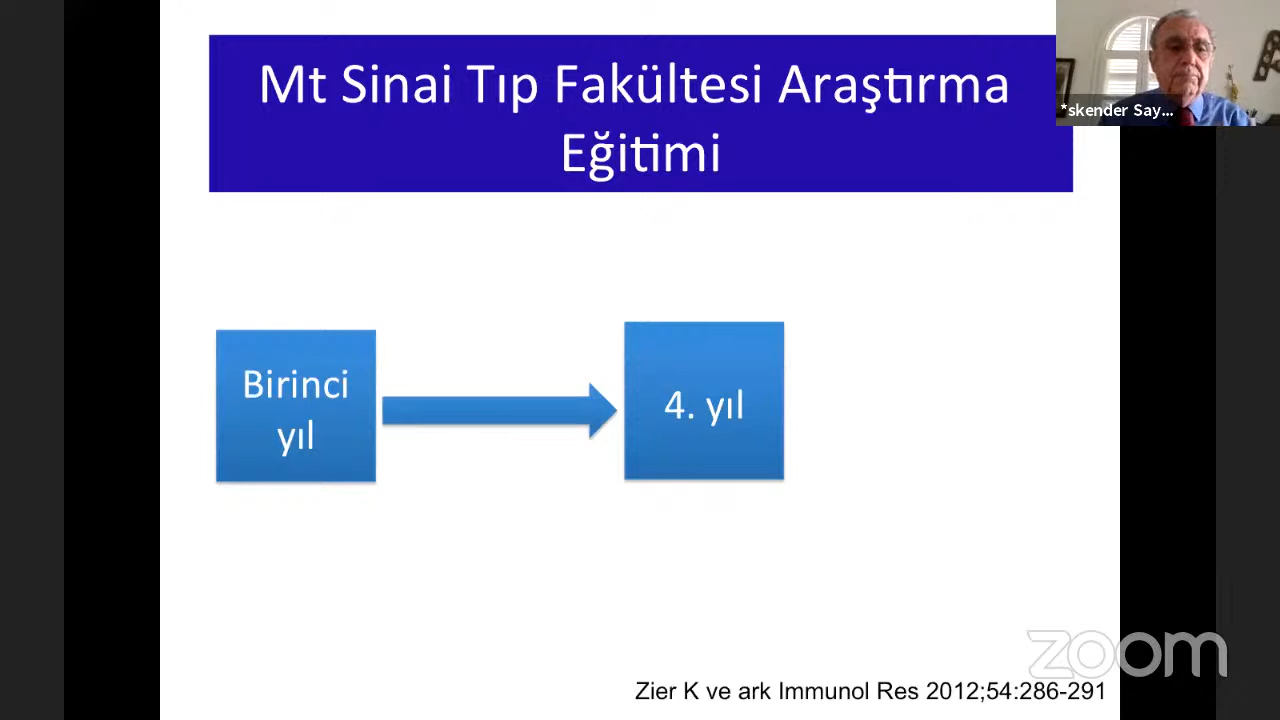 Mt Sinai Tıp Fakültesi Araştırma
Eğitimi
*skender Say...
Birinci
yıl
4. yıl
zoom
Zier K ve ark Immunol Res 2012;54:286-291